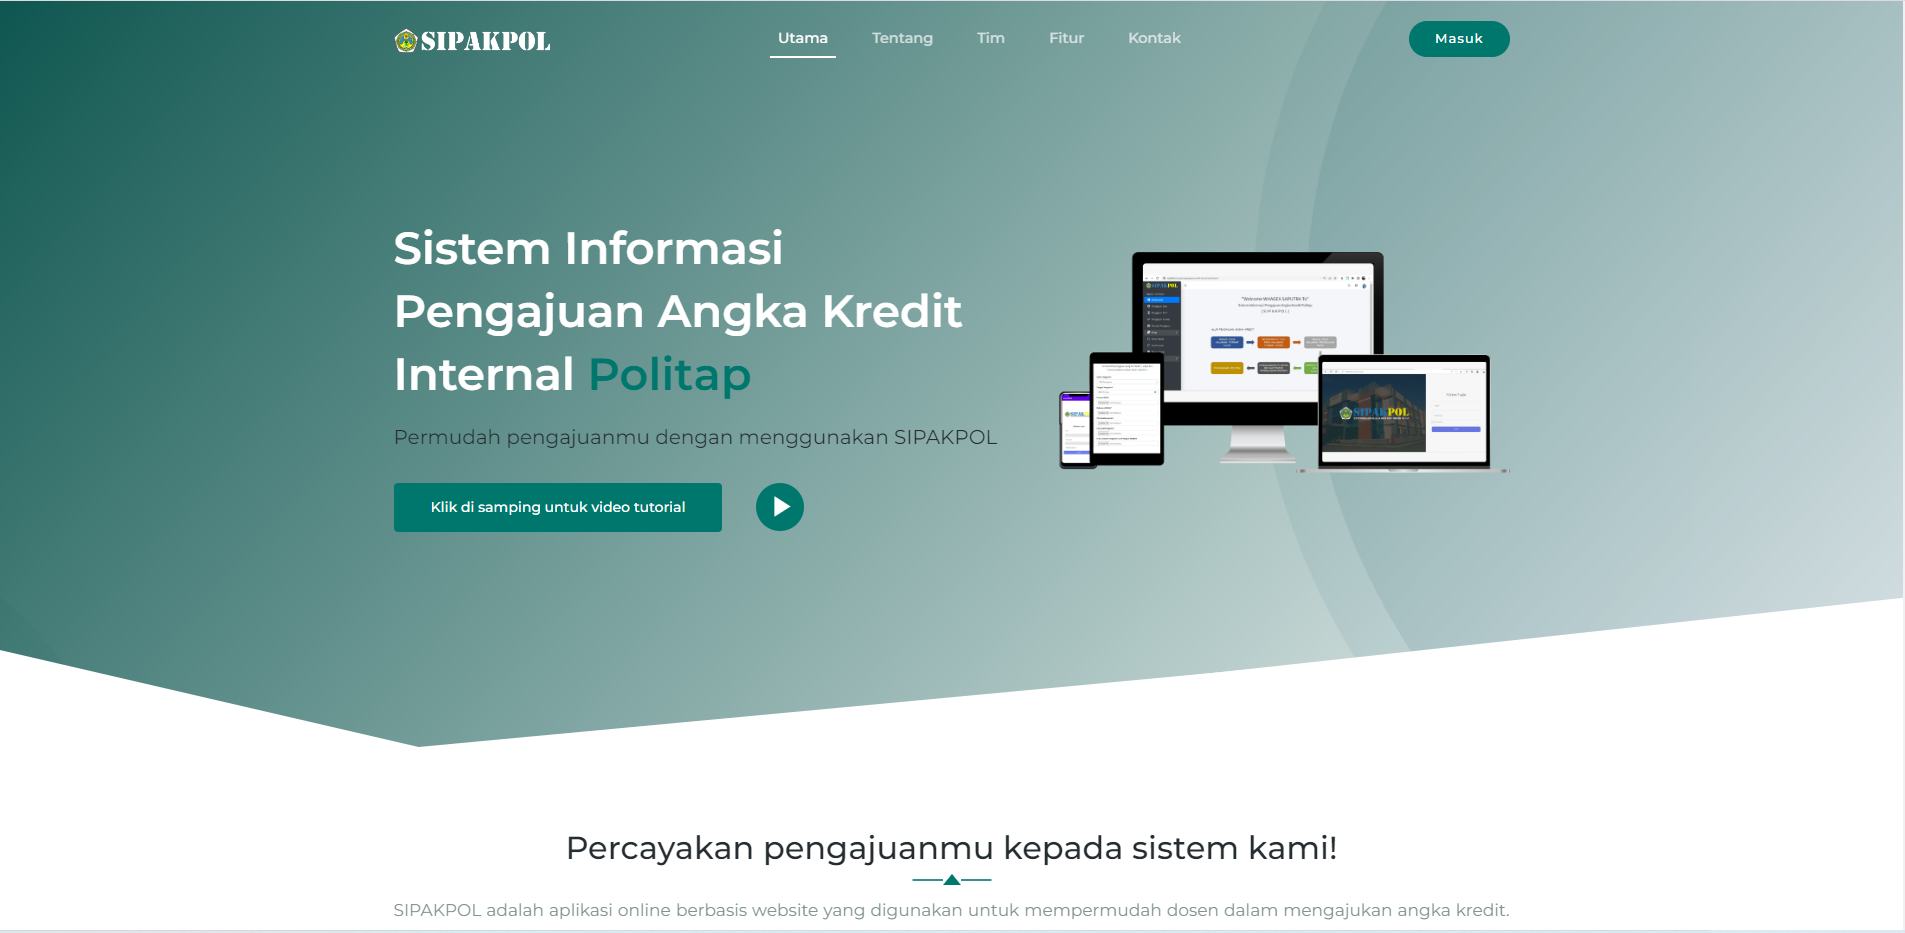 SIPAKPOL
Utama
Tentang
Tim
Fitur
Kontak
Masuk
Sistem Informasi
Pengajuan Angka Kredit
Internal Politap
Permudah pengajuanmu dengan menggunakan SIPAKPOL
Klik di samping untuk video tutorial
SIPAKPOL
SIPAKPOL
Percayakan pengajuanmu kepada sistem kami!
SIPAKPOL adalah aplikasi online berbasis website yang digunakan untuk mempermudah dosen dalam mengajukan angka kredit.